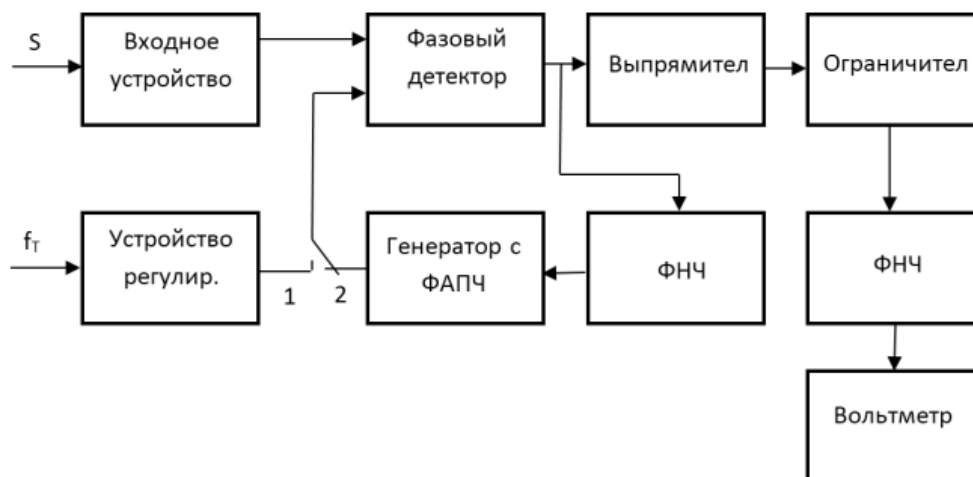 S
Входное
устройство
Фазовый
детектор
Выпрямител
Ограничител
fТ
Устройство
регулир.
1
2
Генератор с
ФАПЧ
ФНЧ
ФНЧ
Вольтметр